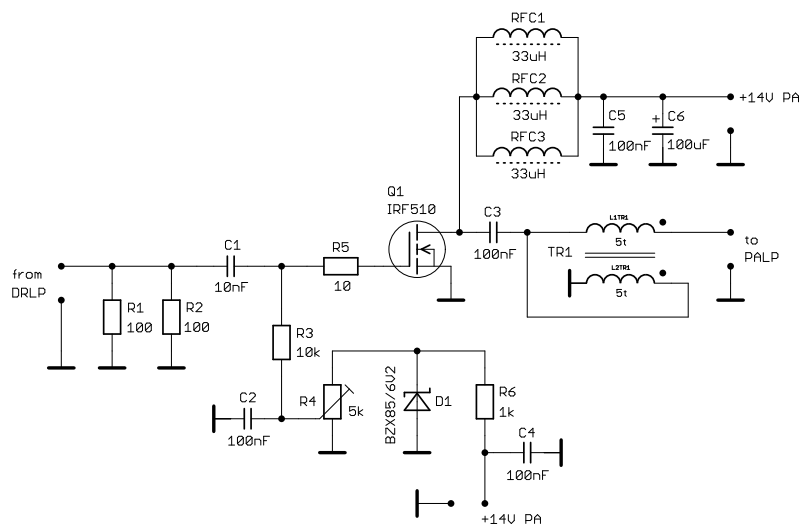 RFC1
33uH
RFC2
33uH
RFC3
33uH
+14V PA
C5
100nF
+
C6
100uF
Q1
IRF510
C3
100nF
L1TR1
5t
TR1
L2TR1
5t
to
PALP
from
DRLP
C1
10nF
R5
10
R1
100
R2
100
R3
10k
C2
100nF
R4
5k
BZX85/6V2
D1
R6
1k
C4
100nF
+14V PA